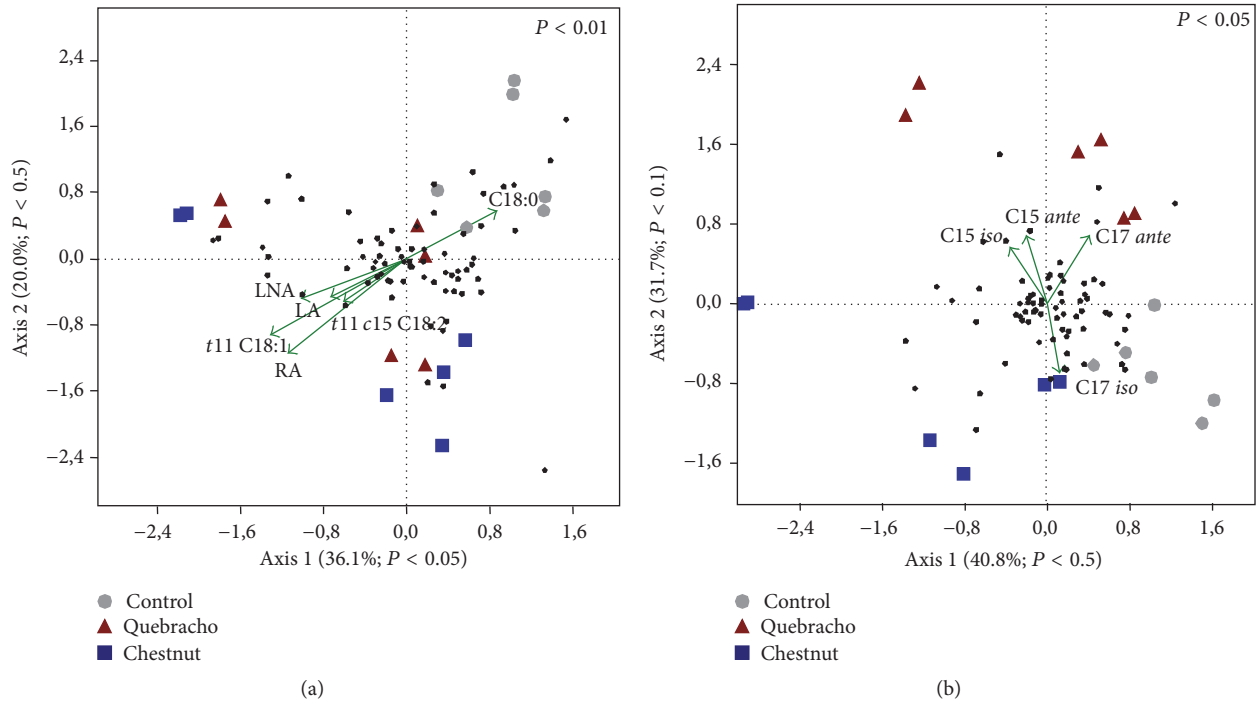 P < 0.01
2,4
1,6
0,8
0,0
−0,8
−1,6
−2,4
Axis 2 (20.0%; P < 0.5)
C18:0
LNA
LA
t11 c15 C18:2
t11 C18:1
RA
−2,4 −1,6 −0,8 0,0 0,8 1,6
Axis 1 (36.1%; P < 0.05)
Control
Quebracho
Chestnut
(a)
P < 0.05
2,4
1,6
0,8
0,0
−0,8
−1,6
Axis 2 (31.7%; P < 0.1)
C15 ante
C15 iso
C17 ante
C17 iso
−2,4 −1,6 −0,8 0,0 0,8 1,6
Axis 1 (40.8%; P < 0.5)
Control
Quebracho
Chestnut
(b)